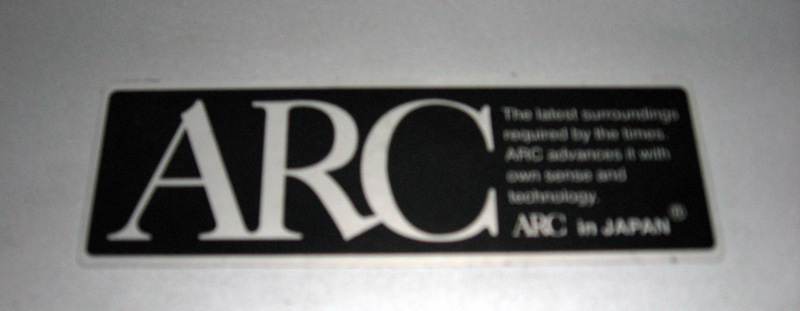 ARC
The latest surroundings
required by the times.
ARC advances it with
own sense and
technology.
ARC in JAPAN®